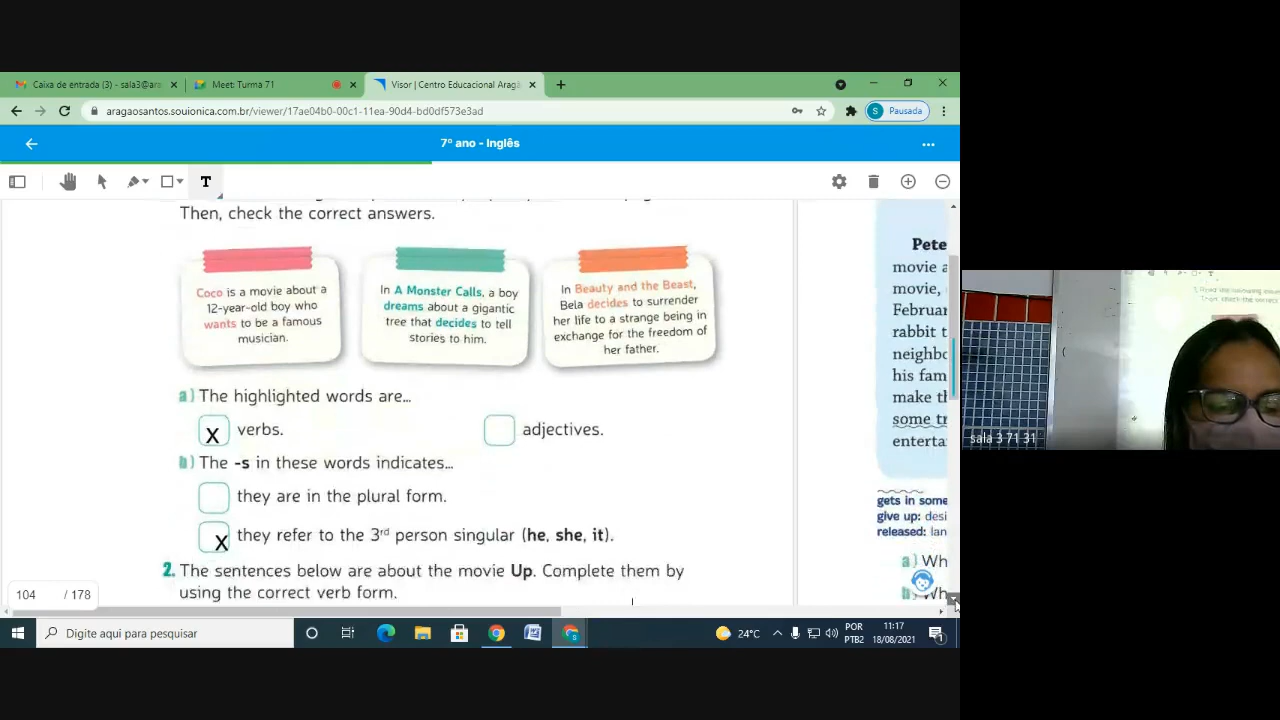 Caixa de entrada (3) - sala3@ara
Meet: Turma 71
Visor | Centro Educacional Aragã
aragaosantos.souionica.com.br/viewer/17ae04b0-00c1-11ea-90d4-bd0df573e3ad
S Pausada
7º ano - Inglês
T
Then, check the correct answers.
Coco is a movie about a
12-year-old boy who
wants to be a famous
musician.
In A Monster Calls, a boy
dreams about a gigantic
tree that decides to tell
stories to him.
In Beauty and the Beast,
Bela decides to surrender
her life to a strange being in
exchange for the freedom of
her father.
a) The highlighted words are...
X verbs.
adjectives.
b) The -s in these words indicates...
they are in the plural form.
X they refer to the 3rd person singular (he, she, it).
2. The sentences below are about the movie Up. Complete them by
using the correct verb form.
104 / 178
Pete
movie a
movie,
Februar
rabbit t
neighbo
his fam
make th
some tr
enterta
gets in some
give up: desi
released: lan
a) Wh
b) Wh
sala 3 71 31
Digite aqui para pesquisar
24°C
POR
PTB2
11:17
18/08/2021